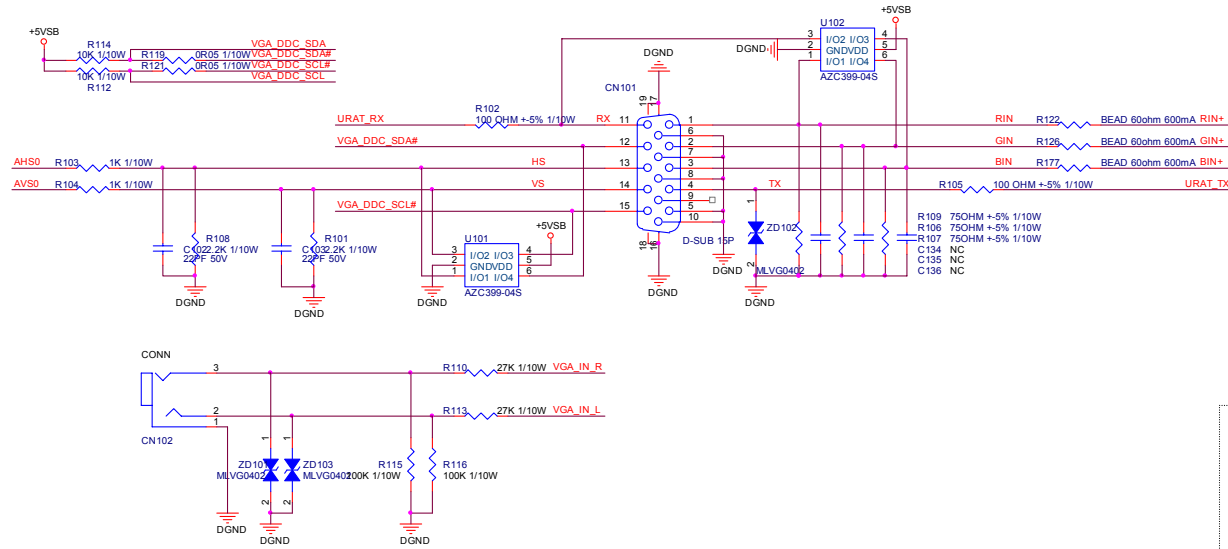 +5VSB
R114
10K 1/10W
VGA_DDC_SDA
R119 0R05 1/10W VGA_DDC_SDA#
R121 0R05 1/10W VGA_DDC_SCL#
10K 1/10W
VGA_DDC_SCL
R112
+5VSB
U102
3 I/O2 I/O3 4
DGND 2 GNDVDD 5
1 I/O1 I/O4 6
AZC399-04S
DGND
CN101
19 17
URAT_RX R102 100 OHM +-5% 1/10W RX 11
VGA_DDC_SDA# 12
AHS0 R103 1K 1/10W HS 13
AVS0 R104 1K 1/10W VS 14
VGA_DDC_SCL# 15
1
6
2
7
3
8
4
9
5
10
18 16
D-SUB 15P
DGND
DGND
RIN R122 BEAD 60ohm 600mA RIN+
GIN R126 BEAD 60ohm 600mA GIN+
BIN R177 BEAD 60ohm 600mA BIN+
TX R105 100 OHM +-5% 1/10W URAT_TX
1
ZD102
2
MLVG0402
DGND
R109 75OHM +-5% 1/10W
R106 75OHM +-5% 1/10W
R107 75OHM +-5% 1/10W
C134 NC
C135 NC
C136 NC
DGND
R108
C102 2.2K 1/10W
22PF 50V
DGND
R101
C103 2.2K 1/10W
22PF 50V
DGND
+5VSB
U101
3 I/O2 I/O3 4
2 GNDVDD 5
1 I/O1 I/O4 6
AZC399-04S
DGND
CONN
3
2
1
CN102
R110 27K 1/10W VGA_IN_R
R113 27K 1/10W VGA_IN_L
1 1
ZD101 ZD103
MLVG0402 MLVG0402
2 2
R115 R116
100K 1/10W 100K 1/10W
DGND
DGND
DGND